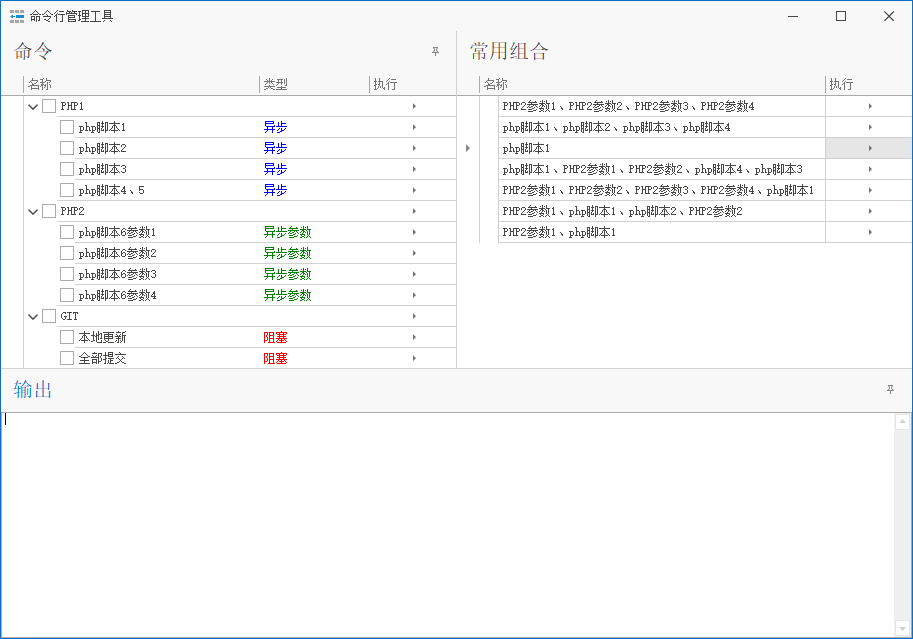 命令行管理工具
命令
名称 类型 执行
PHP1
php脚本1 异步
php脚本2 异步
php脚本3 异步
php脚本4、5 异步
PHP2
php脚本6参数1 异步参数
php脚本6参数2 异步参数
php脚本6参数3 异步参数
php脚本6参数4 异步参数
GIT
本地更新 阻塞
全部提交 阻塞
常用组合
名称 执行
PHP2参数1、PHP2参数2、PHP2参数3、PHP2参数4
php脚本1、php脚本2、php脚本3、php脚本4
php脚本1
php脚本1、PHP2参数1、PHP2参数2、php脚本4、php脚本3
PHP2参数1、PHP2参数2、PHP2参数3、PHP2参数4、php脚本1
PHP2参数1、php脚本1、php脚本2、PHP2参数2
PHP2参数1、php脚本1
输出